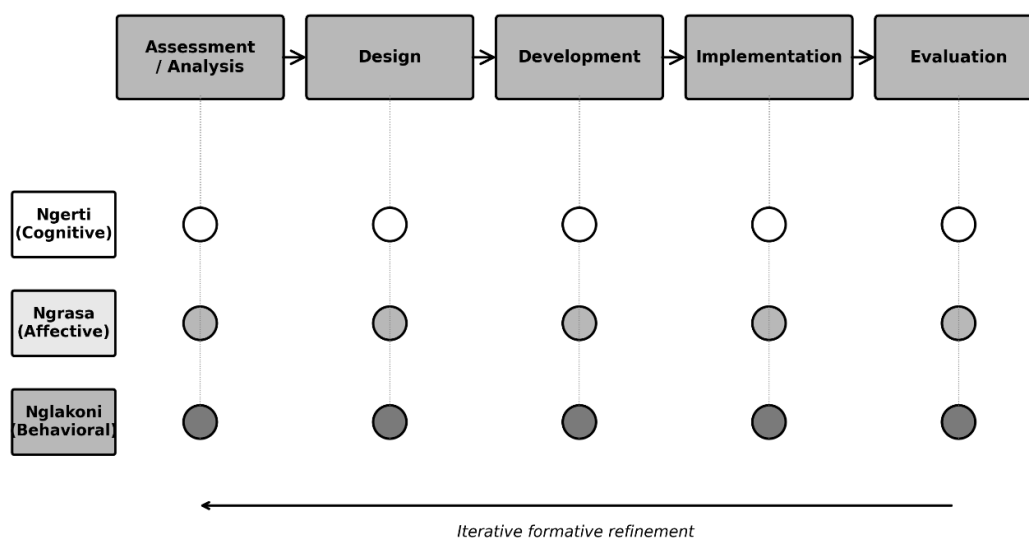 Assessment
/ Analysis
Design
Development
Implementation
Evaluation
Ngerti
(Cognitive)
Ngrasa
(Affective)
Nglakoni
(Behavioral)
Iterative formative refinement